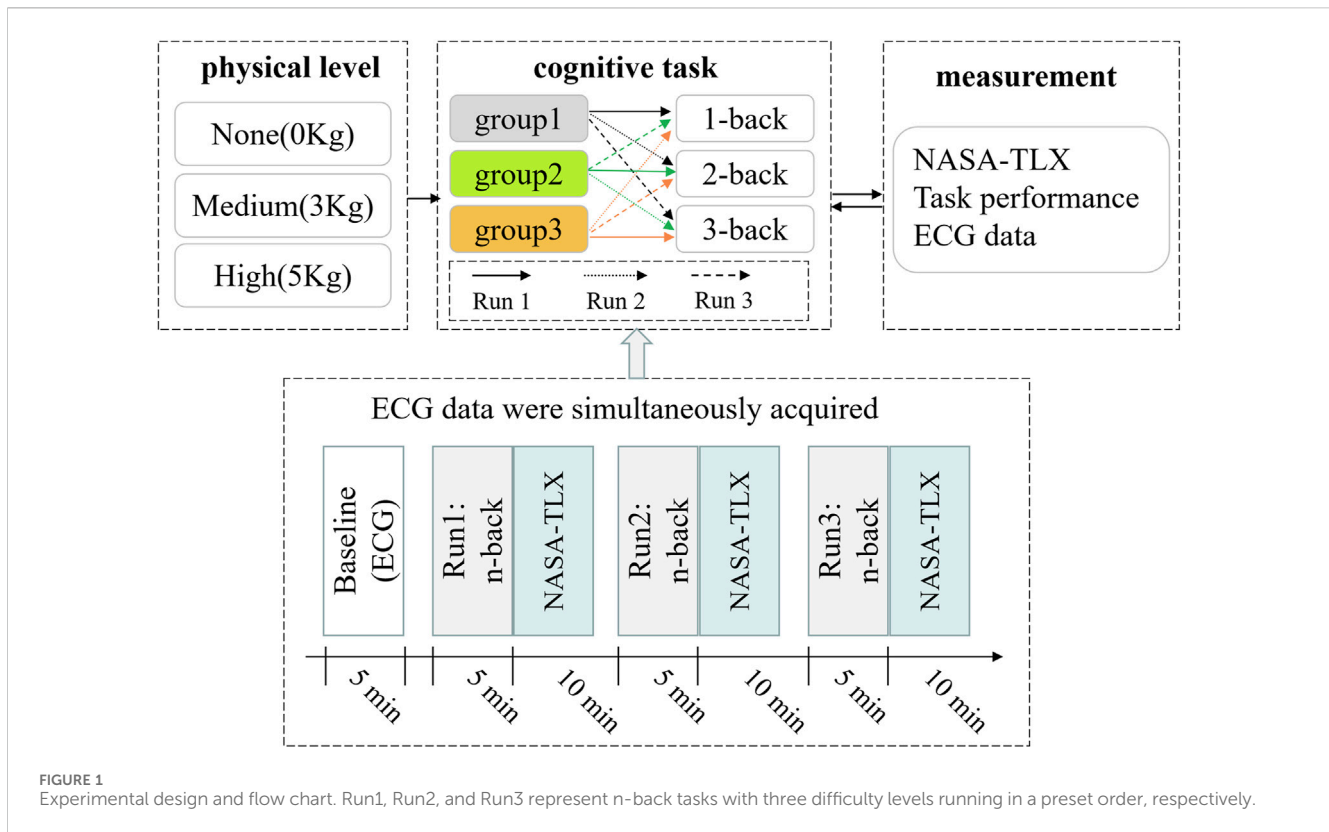 physical level
None(0Kg)
Medium(3Kg)
High(5Kg)
cognitive task
group1
group2
group3
1-back
2-back
3-back
Run 1
Run 2
Run 3
measurement
NASA-TLX
Task performance
ECG data
ECG data were simultaneously acquired
Baseline
(ECG)
Run1:
n-back
NASA-TLX
Run2:
n-back
NASA-TLX
Run3:
n-back
NASA-TLX
5 min
5 min
10 min
5 min
10 min
5 min
10 min
FIGURE 1
Experimental design and flow chart. Run1, Run2, and Run3 represent n-back tasks with three difficulty levels running in a preset order, respectively.